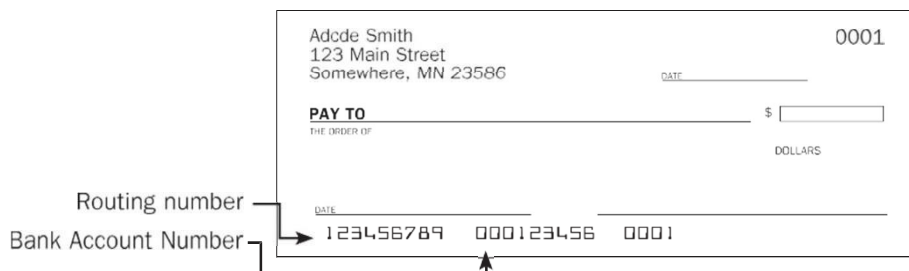 Adcde Smith 0001
123 Main Street
Somewhere, MN 23586
DATE
PAY TO $
THE ORDER OF
DOLLARS
Routing number
DATE
123456789 000123456 0001
Bank Account Number